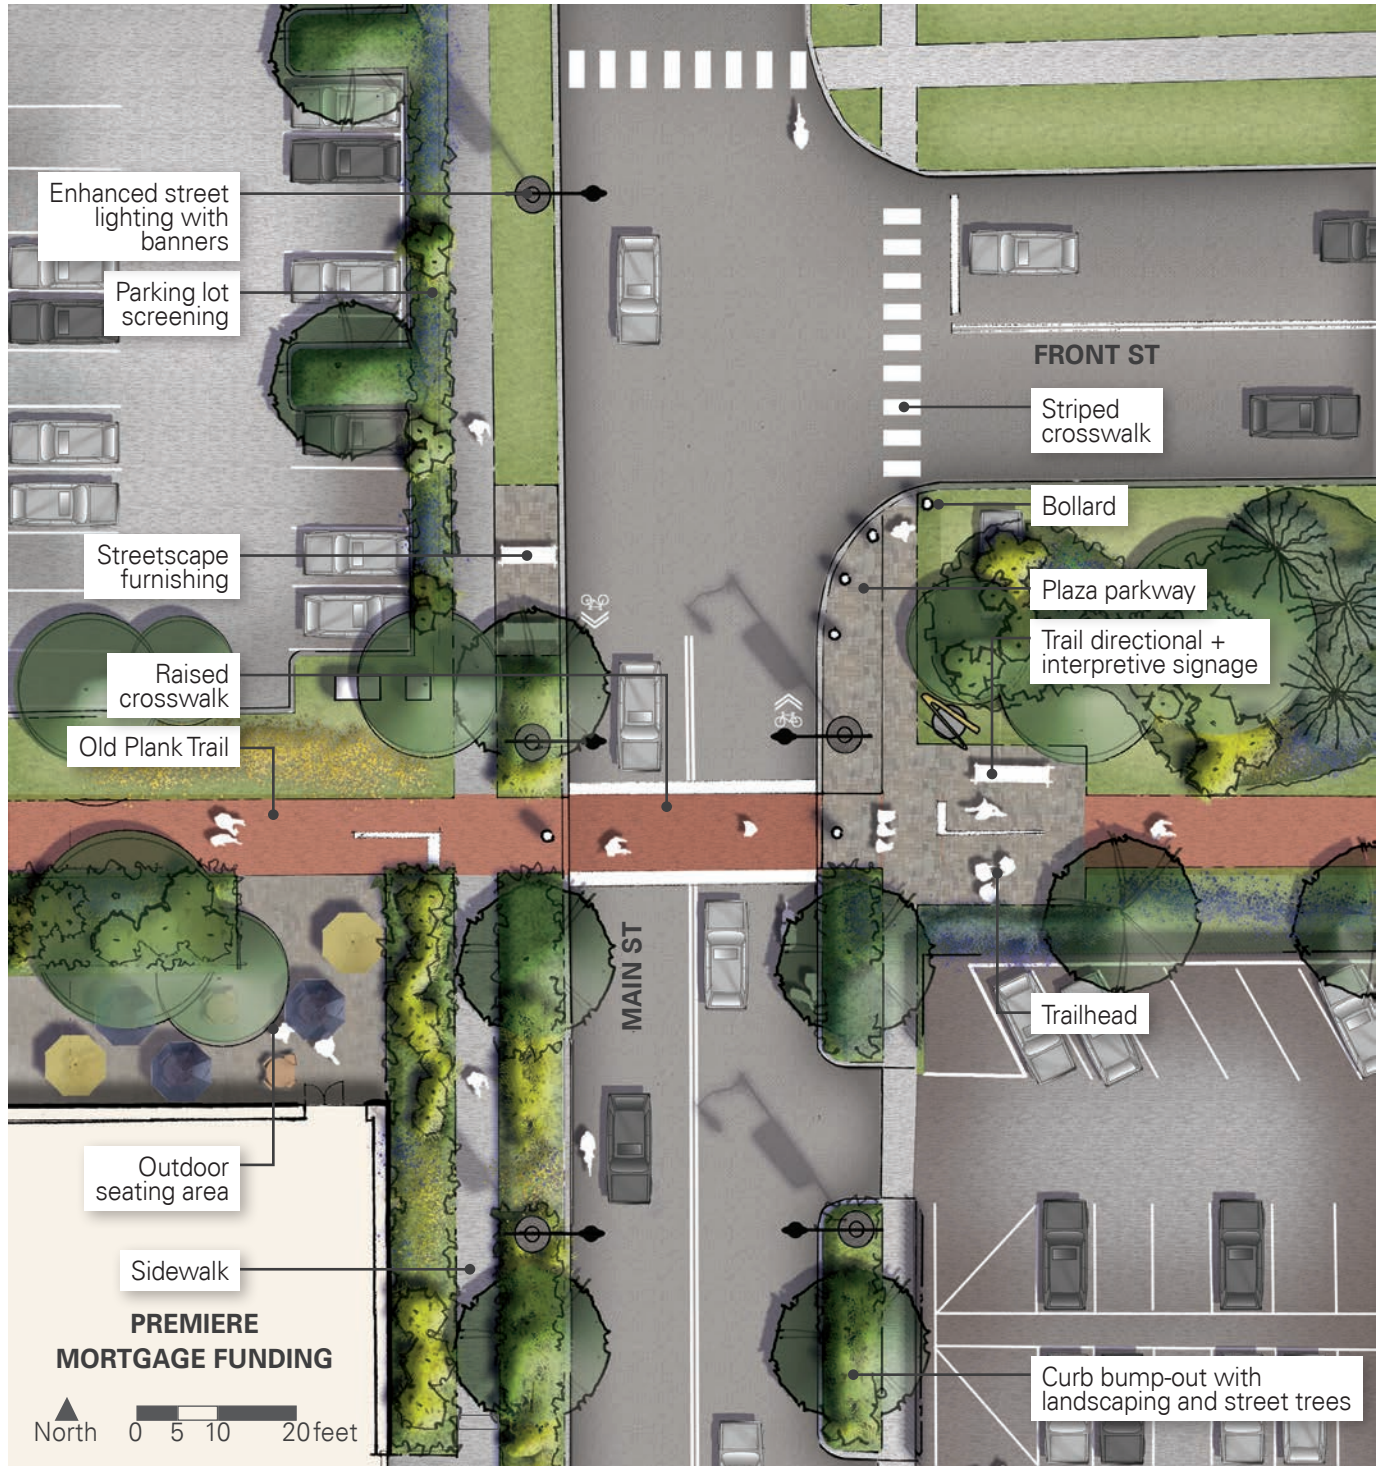 Enhanced street
lighting with
banners
Parking lot
screening
FRONT ST
Striped
crosswalk
Bollard
Streetscape
furnishing
Plaza parkway
Trail directional +
interpretive signage
Raised
crosswalk
Old Plank Trail
MAIN ST
Trailhead
Outdoor
seating area
Sidewalk
PREMIERE
MORTGAGE FUNDING
Curb bump-out with
landscaping and street trees
North 0 5 10 20 feet